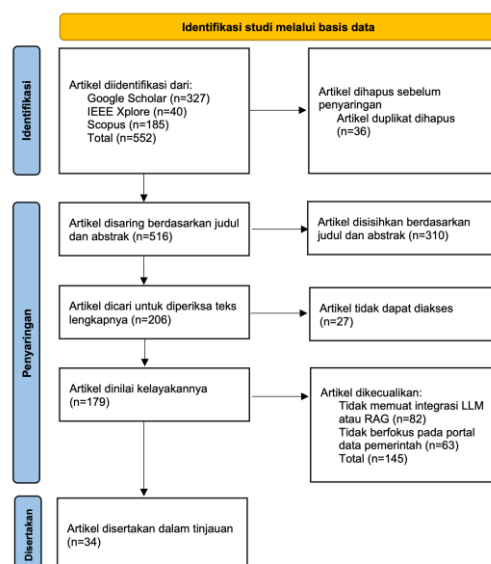 Identifikasi studi melalui basis data
Identifikasi
Artikel diidentifikasi dari:
Google Scholar (n=327)
IEEE Xplore (n=40)
Scopus (n=185)
Total (n=552)
Artikel dihapus sebelum
penyaringan
Artikel duplikat dihapus
(n=36)
Penyaringan
Artikel disaring berdasarkan judul
dan abstrak (n=516)
Artikel disisihkan berdasarkan
judul dan abstrak (n=310)
Artikel dicari untuk diperiksa teks
lengkapnya (n=206)
Artikel tidak dapat diakses
(n=27)
Artikel dinilai kelayakannya
(n=179)
Artikel dikecualikan:
Tidak memuat integrasi LLM
atau RAG (n=82)
Tidak berfokus pada portal
data pemerintah (n=63)
Total (n=145)
Disertakan
Artikel disertakan dalam tinjauan
(n=34)